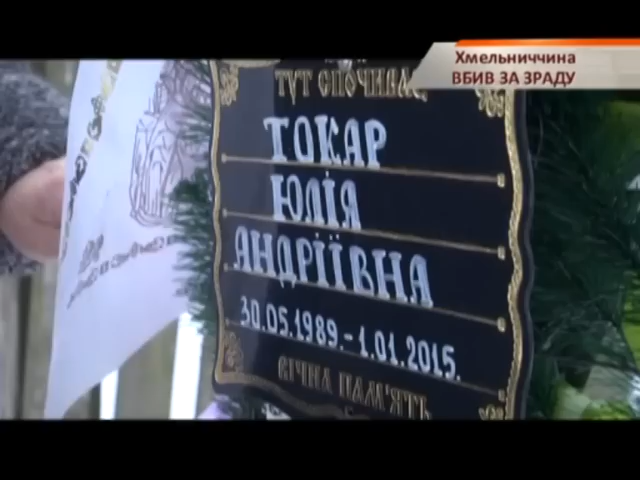 Хмельниччина
ВБИВ ЗА ЗРАДУ
ТУТ СПОЧИВАЄ
ТОКАР
ЮЛІЯ
АНДРІЇВНА
30.05.1989.-1.01.2015.
ВІЧНА ПАМ'ЯТЬ